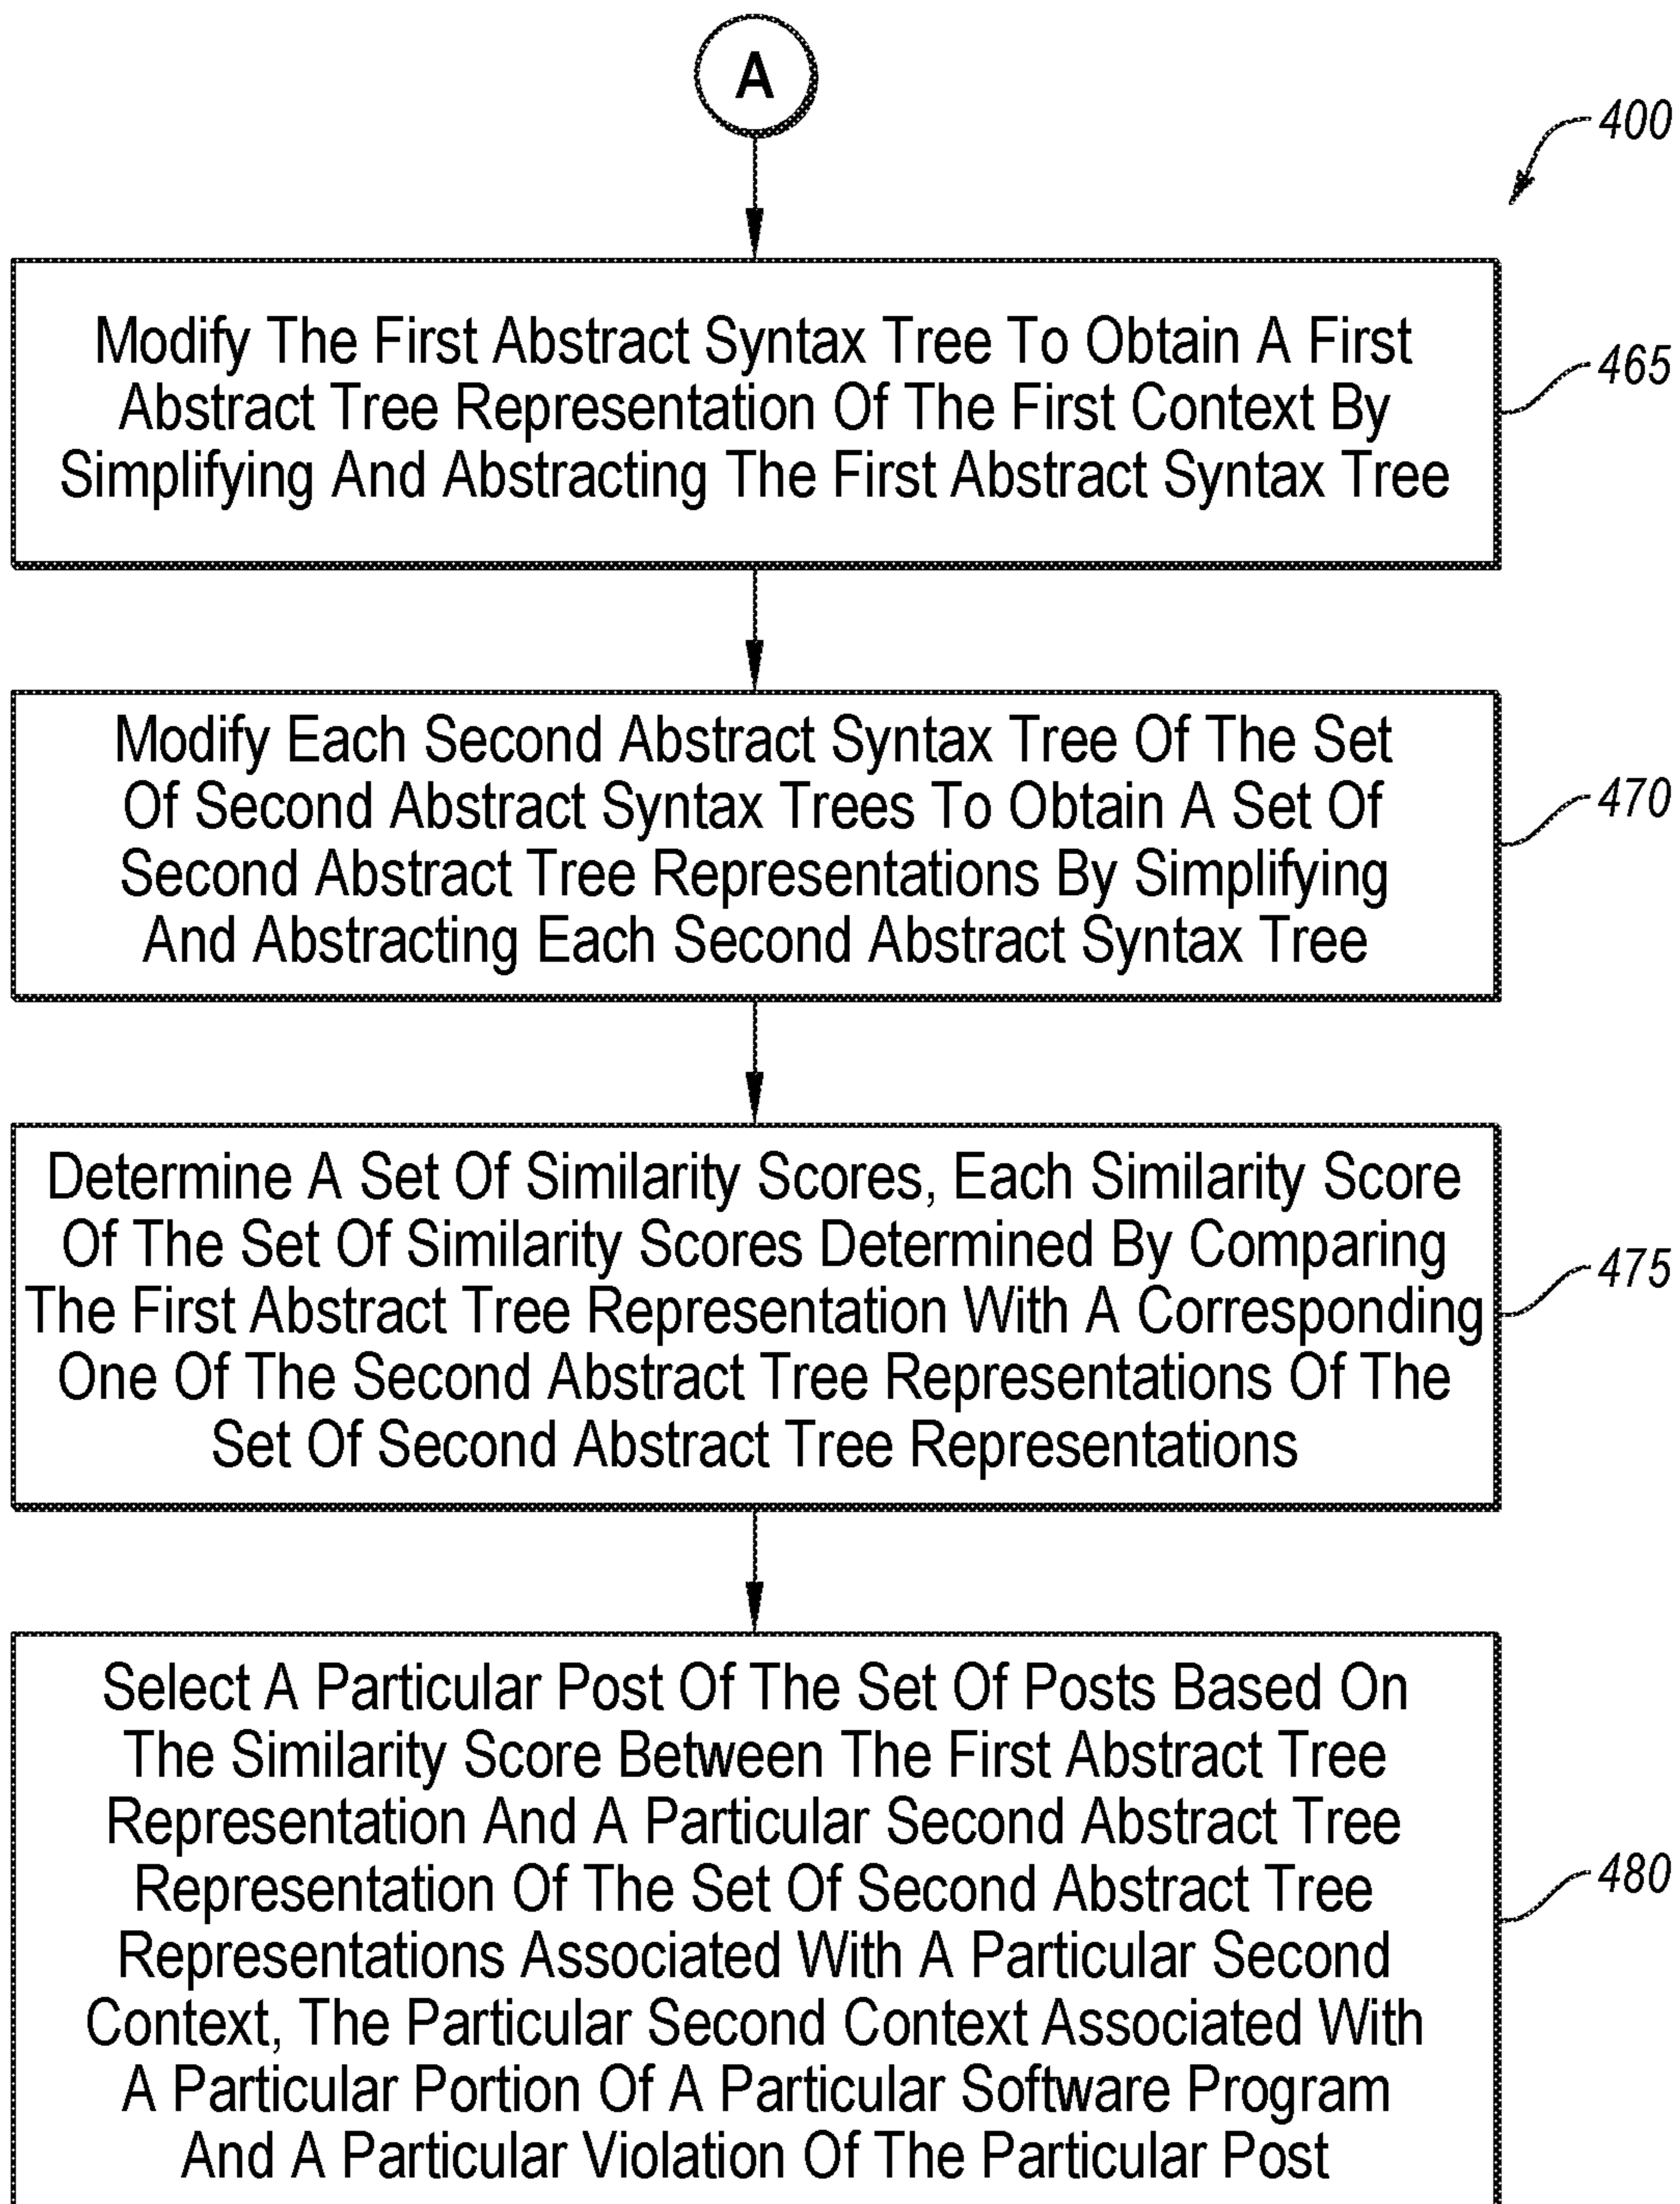 A
400
Modify The First Abstract Syntax Tree To Obtain A First
Abstract Tree Representation Of The First Context By
Simplifying And Abstracting The First Abstract Syntax Tree
465
Modify Each Second Abstract Syntax Tree Of The Set
Of Second Abstract Syntax Trees To Obtain A Set Of
Second Abstract Tree Representations By Simplifying
And Abstracting Each Second Abstract Syntax Tree
470
Determine A Set Of Similarity Scores, Each Similarity Score
Of The Set Of Similarity Scores Determined By Comparing
The First Abstract Tree Representation With A Corresponding
One Of The Second Abstract Tree Representations Of The
Set Of Second Abstract Tree Representations
475
Select A Particular Post Of The Set Of Posts Based On
The Similarity Score Between The First Abstract Tree
Representation And A Particular Second Abstract Tree
Representation Of The Set Of Second Abstract Tree
Representations Associated With A Particular Second
Context, The Particular Second Context Associated With
A Particular Portion Of A Particular Software Program
And A Particular Violation Of The Particular Post
480